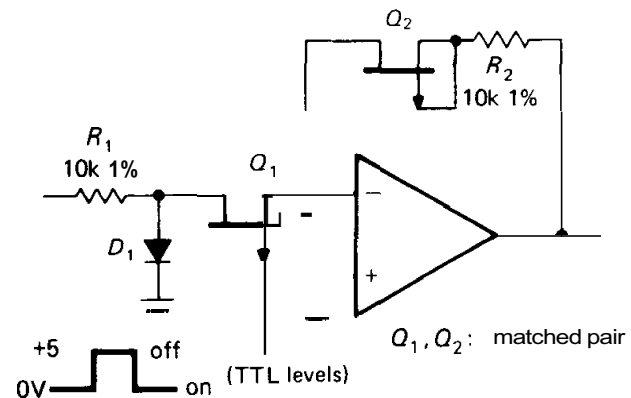 Q₂
R₂
10k 1%
R₁
10k 1%
Q₁
D₁
−
+
+5
off
0V
on
(TTL levels)
Q₁, Q₂: matched pair